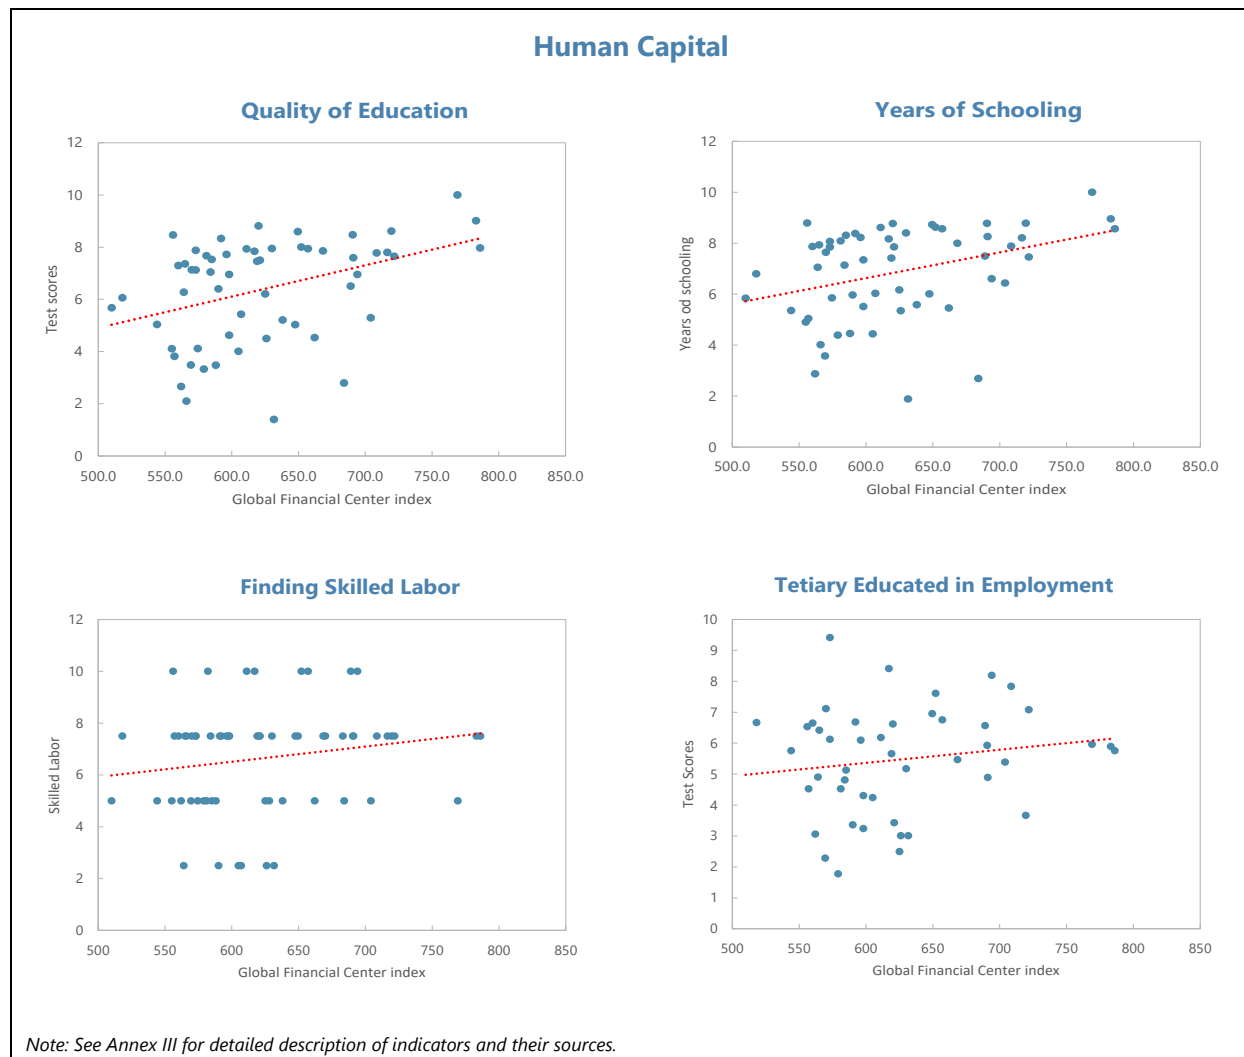 Human Capital
Quality of Education
12
10
8
6
4
2
0
Test scores
500.0 550.0 600.0 650.0 700.0 750.0 800.0 850.0
Global Financial Center index
Years of Schooling
12
10
8
6
4
2
0
Years od schooling
500.0 550.0 600.0 650.0 700.0 750.0 800.0 850.0
Global Financial Center index
Finding Skilled Labor
12
10
8
6
4
2
0
Skilled Labor
500 550 600 650 700 750 800 850
Global Financial Center index
Tetiary Educated in Employment
10
9
8
7
6
5
4
3
2
1
0
Test Scores
500 550 600 650 700 750 800 850
Global Financial Center index
Note: See Annex III for detailed description of indicators and their sources.